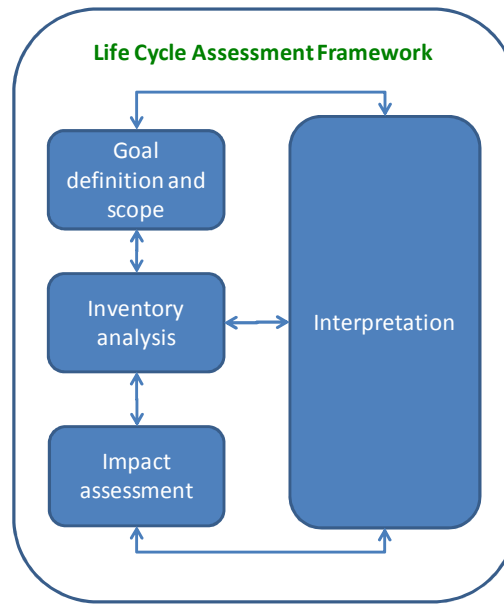 Life Cycle Assessment Framework
Goal
definition and
scope
Inventory
analysis
Interpretation
Impact
assessment